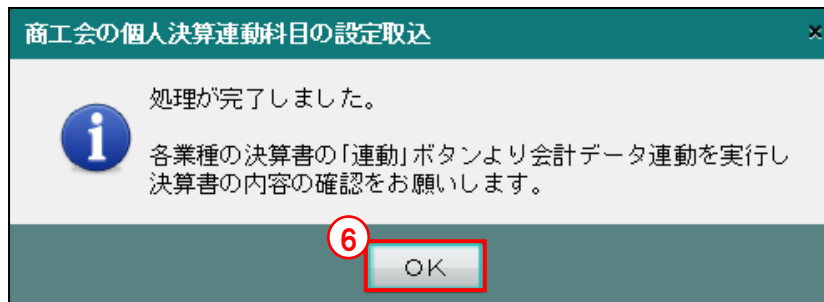 商工会の個人決算連動科目の設定取込
×
処理が完了しました。
各業種の決算書の「連動」ボタンより会計データ連動を実行し
決算書の内容の確認をお願いします。
6
OK